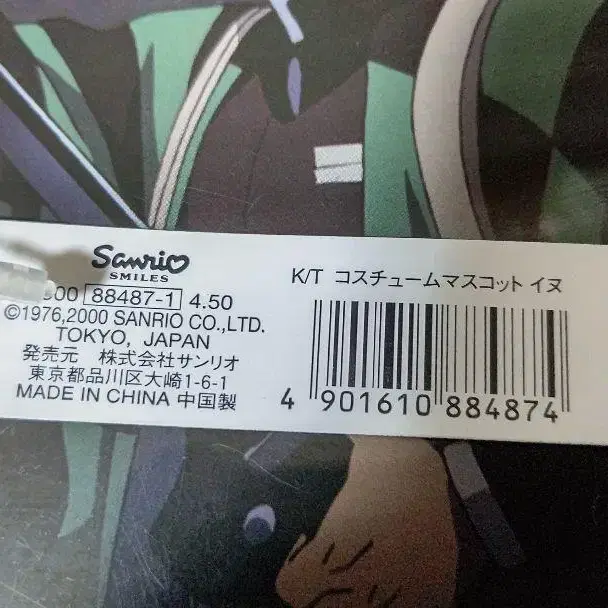 Sanrio
SMILES
88487-1 4.50
©1976,2000 SANRIO CO.,LTD.
TOKYO, JAPAN
発売元 株式会社サンリオ
東京都品川区大崎1-6-1
MADE IN CHINA 中国製
K/T コスチュームマスコット イヌ
4 901610 884874